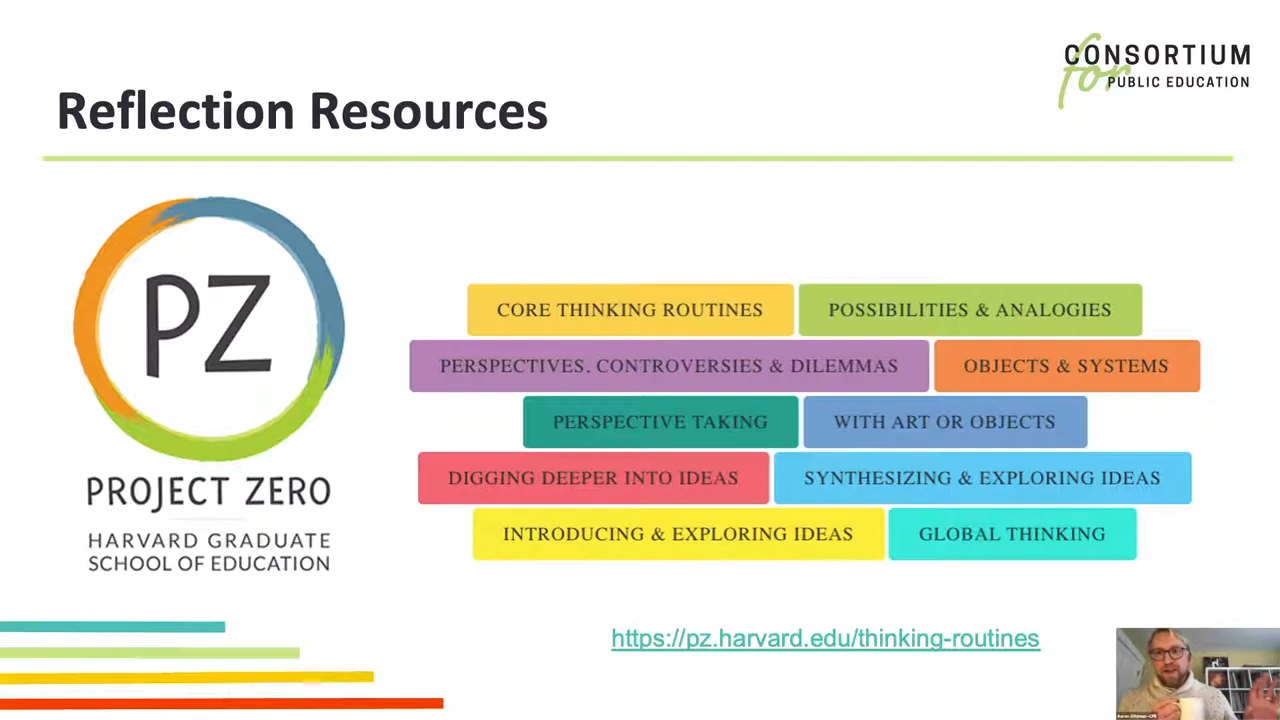 CONSORTIUM
for PUBLIC EDUCATION
Reflection Resources
PZ
PROJECT ZERO
HARVARD GRADUATE
SCHOOL OF EDUCATION
CORE THINKING ROUTINES
POSSIBILITIES & ANALOGIES
PERSPECTIVES, CONTROVERSIES & DILEMMAS
OBJECTS & SYSTEMS
PERSPECTIVE TAKING
WITH ART OR OBJECTS
DIGGING DEEPER INTO IDEAS
SYNTHESIZING & EXPLORING IDEAS
INTRODUCING & EXPLORING IDEAS
GLOBAL THINKING
https://pz.harvard.edu/thinking-routines